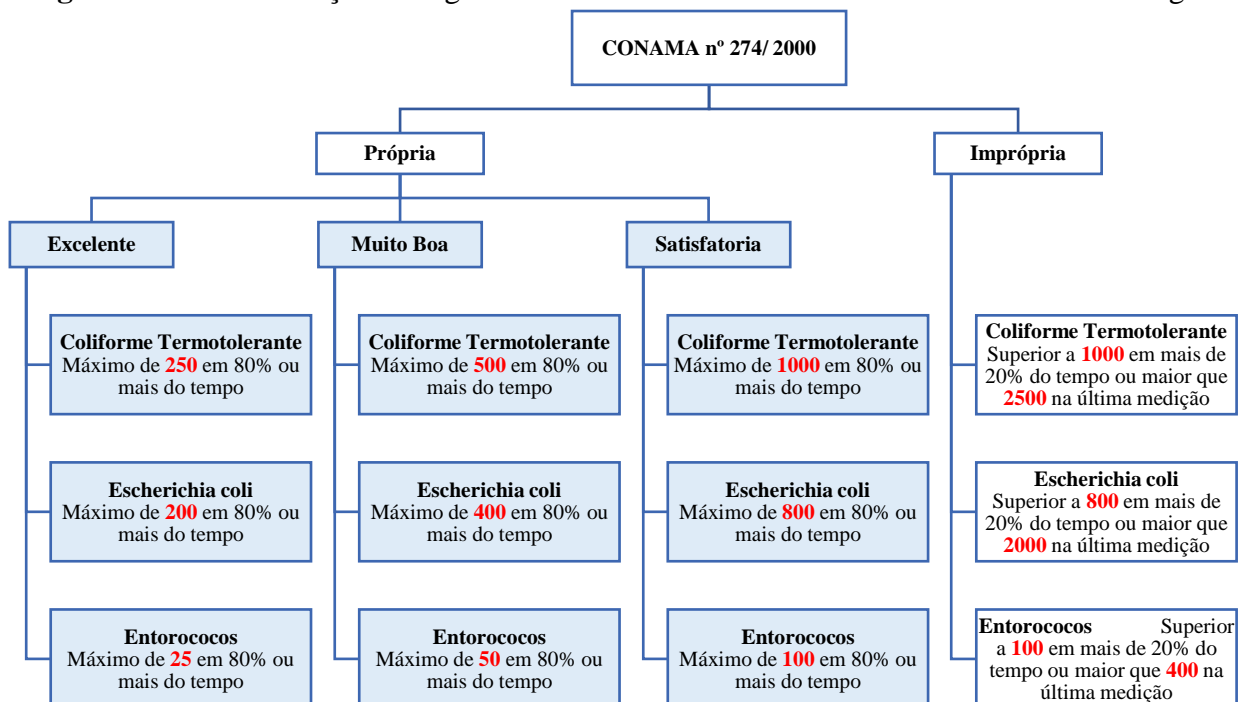 CONAMA nº 274/ 2000
Própria
Imprópria
Excelente
Muito Boa
Satisfatoria
Coliforme Termotolerante
Máximo de 250 em 80% ou
mais do tempo
Coliforme Termotolerante
Máximo de 500 em 80% ou
mais do tempo
Coliforme Termotolerante
Máximo de 1000 em 80% ou
mais do tempo
Coliforme Termotolerante
Superior a 1000 em mais de
20% do tempo ou maior que
2500 na última medição
Escherichia coli
Máximo de 200 em 80% ou
mais do tempo
Escherichia coli
Máximo de 400 em 80% ou
mais do tempo
Escherichia coli
Máximo de 800 em 80% ou
mais do tempo
Escherichia coli
Superior a 800 em mais de
20% do tempo ou maior que
2000 na última medição
Entorococos
Máximo de 25 em 80% ou
mais do tempo
Entorococos
Máximo de 50 em 80% ou
mais do tempo
Entorococos
Máximo de 100 em 80% ou
mais do tempo
Entorococos Superior
a 100 em mais de 20% do
tempo ou maior que 400 na
última medição